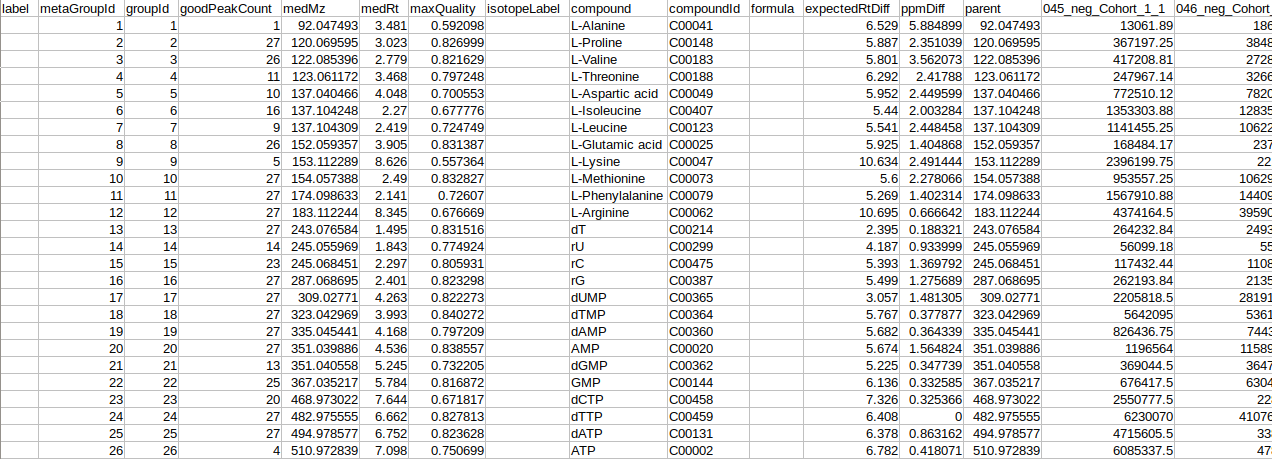 label metaGroupId groupId goodPeakCount medMz medRt maxQuality isotopeLabel compound compoundId formula expectedRtDiff ppmDiff parent 045_neg_Cohort_1_1 046_neg_Cohort_
1 1 1 92.047493 3.481 0.592098 L-Alanine C00041 6.529 5.884899 92.047493 13061.89 186
2 2 27 120.069595 3.023 0.826999 L-Proline C00148 5.887 2.351039 120.069595 367197.25 3848
3 3 26 122.085396 2.779 0.821629 L-Valine C00183 5.801 3.562073 122.085396 417208.81 2728
4 4 11 123.061172 3.468 0.797248 L-Threonine C00188 6.292 2.41788 123.061172 247967.14 3266
5 5 10 137.040466 4.048 0.700553 L-Aspartic acid C00049 5.952 2.449599 137.040466 772510.12 7820
6 6 16 137.104248 2.27 0.677776 L-Isoleucine C00407 5.44 2.003284 137.104248 1353303.88 12835
7 7 9 137.104309 2.419 0.724749 L-Leucine C00123 5.541 2.448458 137.104309 1141455.25 10622
8 8 26 152.059357 3.905 0.831387 L-Glutamic acid C00025 5.925 1.404868 152.059357 168484.17 237
9 9 5 153.112289 8.626 0.557364 L-Lysine C00047 10.634 2.491444 153.112289 2396199.75 22
10 10 27 154.057388 2.49 0.832827 L-Methionine C00073 5.6 2.278066 154.057388 953557.25 10629
11 11 27 174.098633 2.141 0.72607 L-Phenylalanine C00079 5.269 1.402314 174.098633 1567910.88 14409
12 12 27 183.112244 8.345 0.676669 L-Arginine C00062 10.695 0.666642 183.112244 4374164.5 39590
13 13 27 243.076584 1.495 0.831516 dT C00214 2.395 0.188321 243.076584 264232.84 2493
14 14 14 245.055969 1.843 0.774924 rU C00299 4.187 0.933999 245.055969 56099.18 55
15 15 23 245.068451 2.297 0.805931 rC C00475 5.393 1.369792 245.068451 117432.44 1108
16 16 27 287.068695 2.401 0.823298 rG C00387 5.499 1.275689 287.068695 262193.84 2135
17 17 27 309.02771 4.263 0.822273 dUMP C00365 3.057 1.481305 309.02771 2205818.5 28191
18 18 27 323.042969 3.993 0.840272 dTMP C00364 5.767 0.377877 323.042969 5642095 5361
19 19 27 335.045441 4.168 0.797209 dAMP C00360 5.682 0.364339 335.045441 826436.75 7443
20 20 27 351.039886 4.536 0.838557 AMP C00020 5.674 1.564824 351.039886 1196564 11589
21 21 13 351.040558 5.245 0.732205 dGMP C00362 5.225 0.347739 351.040558 369044.5 3647
22 22 25 367.035217 5.784 0.816872 GMP C00144 6.136 0.332585 367.035217 676417.5 6304
23 23 20 468.973022 7.644 0.671817 dCTP C00458 7.326 0.325366 468.973022 2550777.5 22
24 24 27 482.975555 6.662 0.827813 dTTP C00459 6.408 0 482.975555 6230070 41076
25 25 27 494.978577 6.752 0.823628 dATP C00131 6.378 0.863162 494.978577 4715605.5 33
26 26 4 510.972839 7.098 0.750699 ATP C00002 6.782 0.418071 510.972839 6085337.5 47